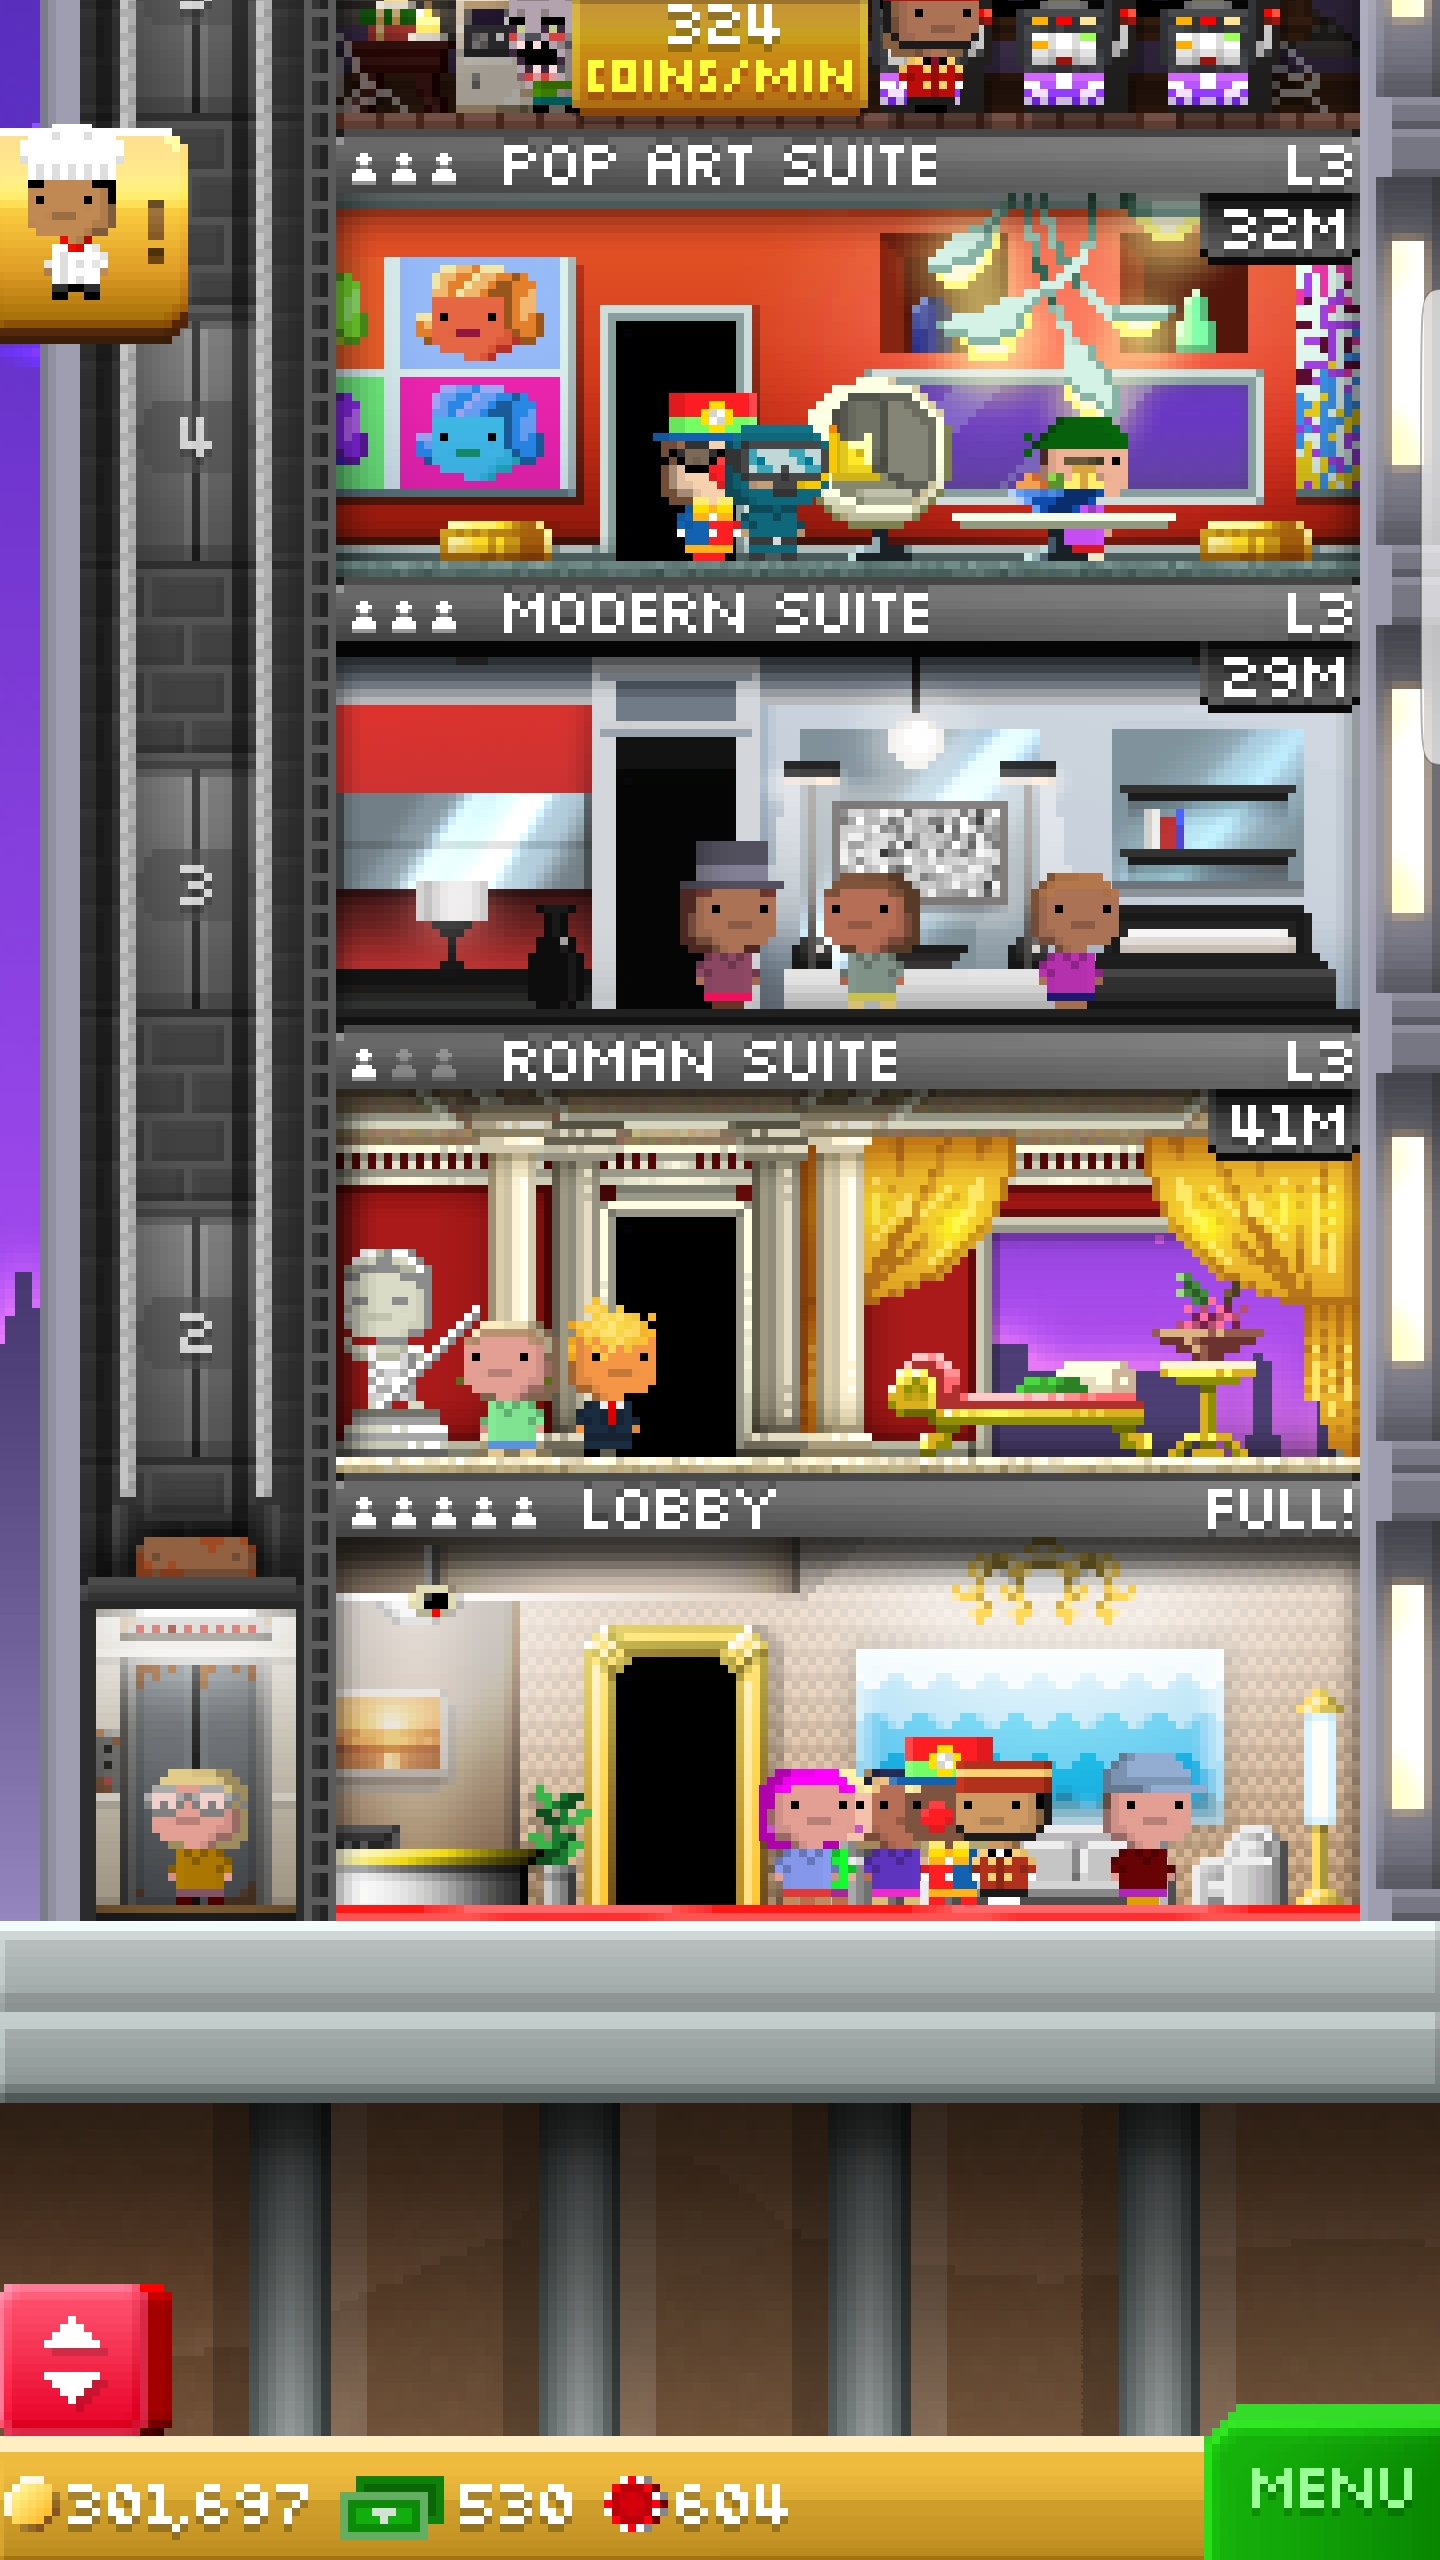 324
COINS/MIN
POP ART SUITE L3
32M
!
4
MODERN SUITE L3
29M
3
ROMAN SUITE L3
41M
2
LOBBY FULL!
301,697 530 604
MENU